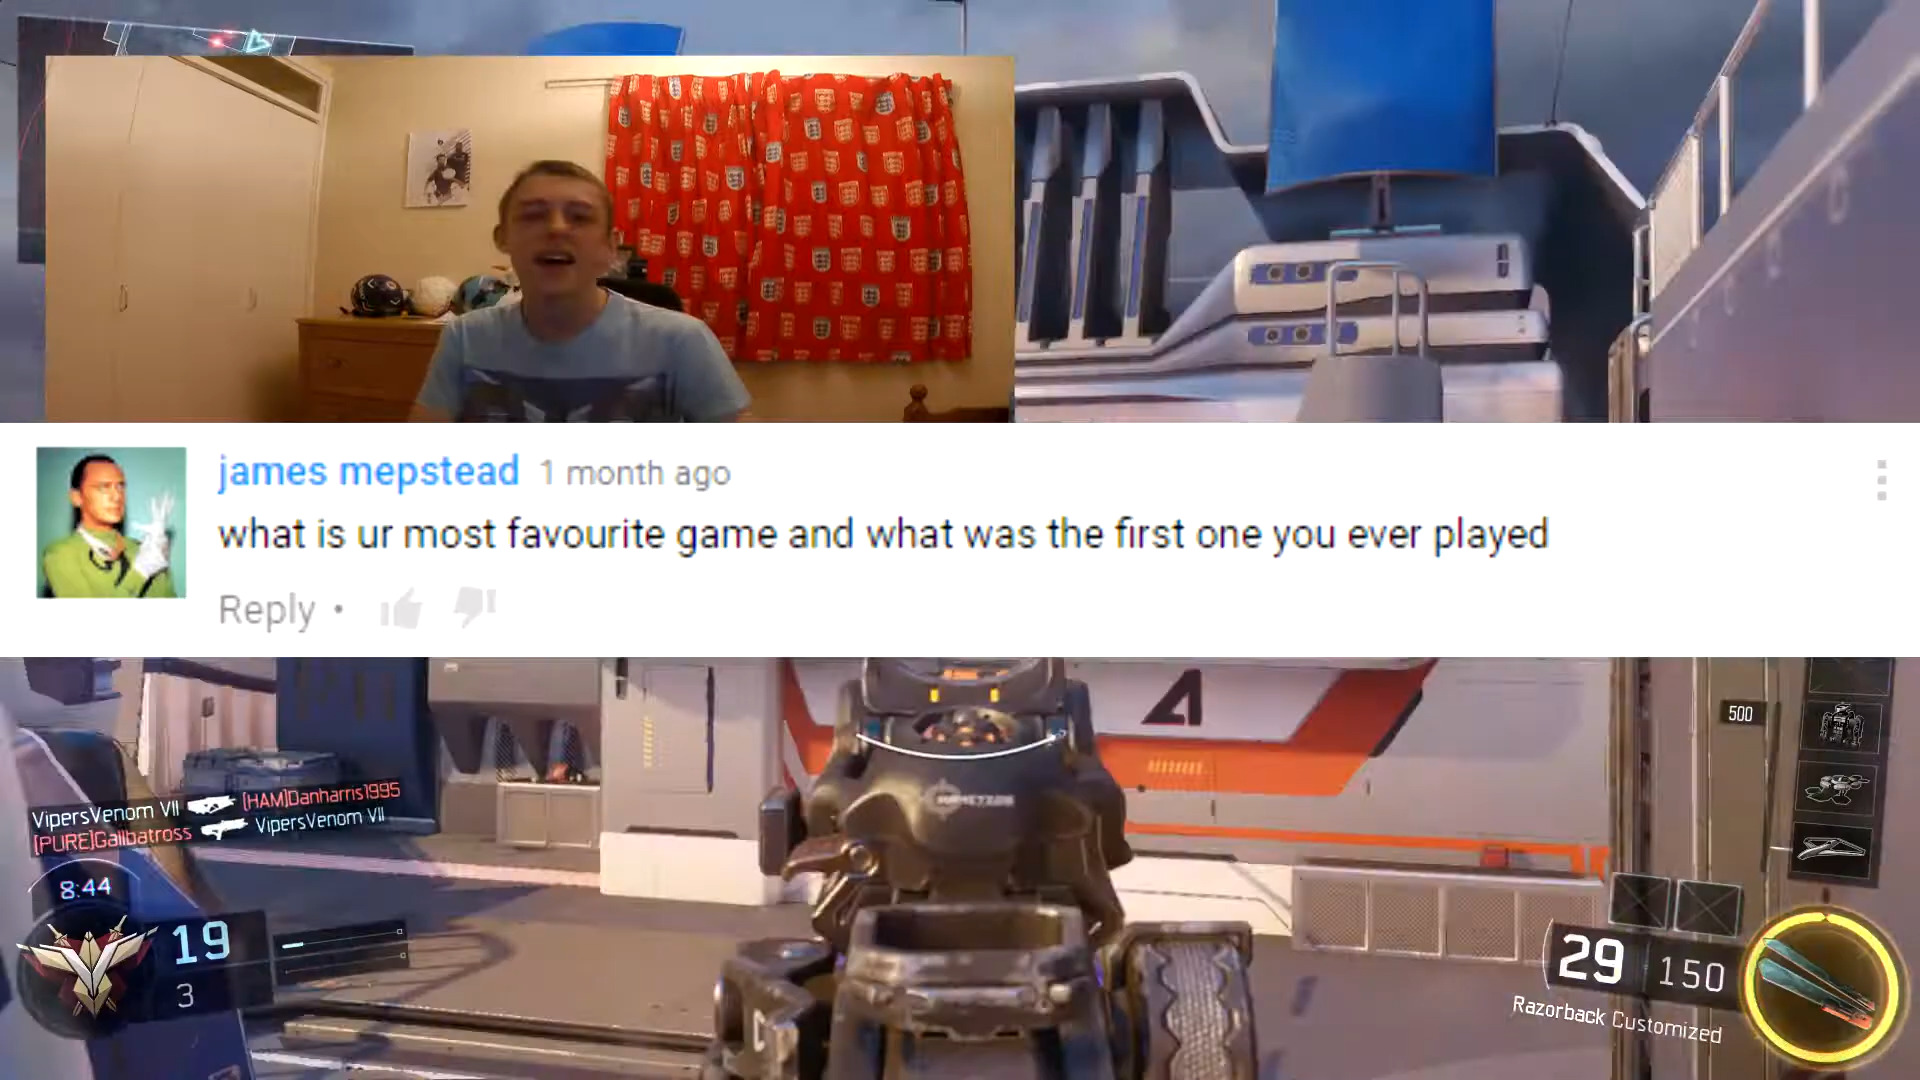 james mepstead 1 month ago
what is ur most favourite game and what was the first one you ever played
Reply •
500
VipersVenom VII [HAM]Danharris1995
[PURE]Gallbatross VipersVenom VII
8:44
19
3
29 150
Razorback Customized